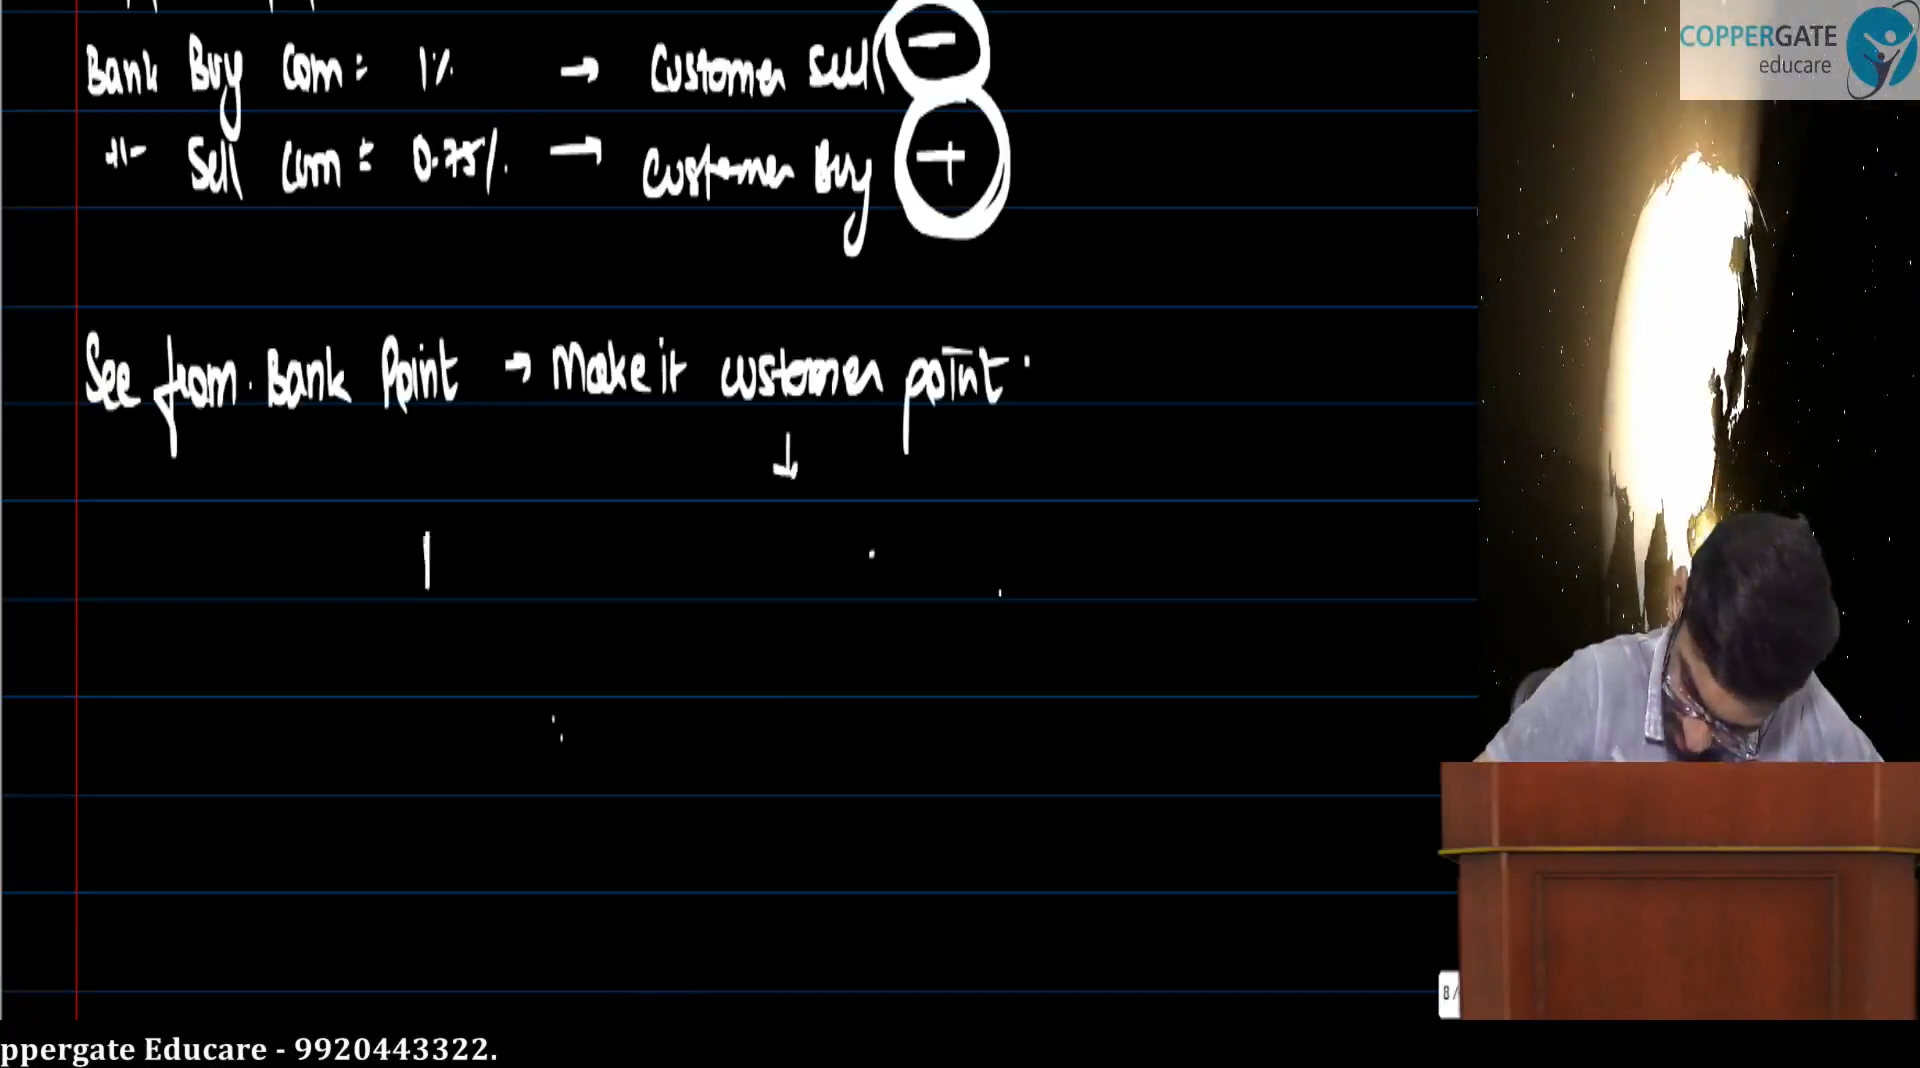 COPPERGATE
educare
Bank Buy Com = 1% → Customer Sell −
-"- Sell Com = 0.75%. → Customer Buy +
See from Bank Point → Make it customer point.
↓
8/
ppergate Educare - 9920443322.